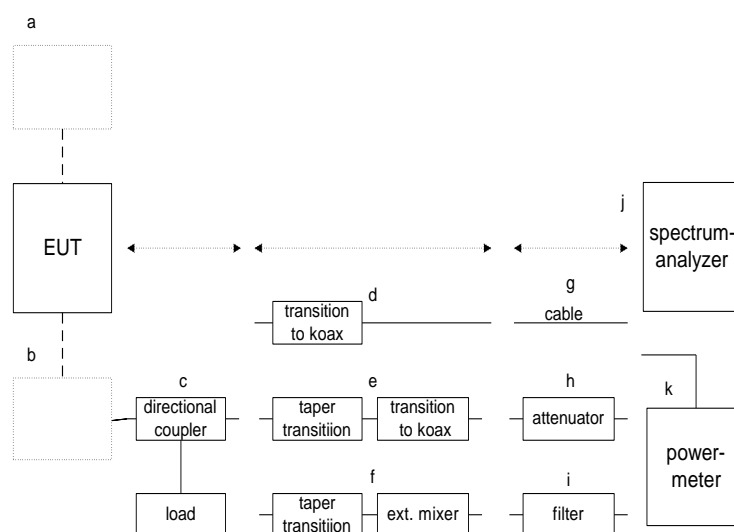 a
EUT
j
spectrum-
analyzer
d
transition
to koax
g
cable
b
c
directional
coupler
e
taper
transitiion
transition
to koax
h
attenuator
k
power-
meter
load
f
taper
transitiion
ext. mixer
i
filter